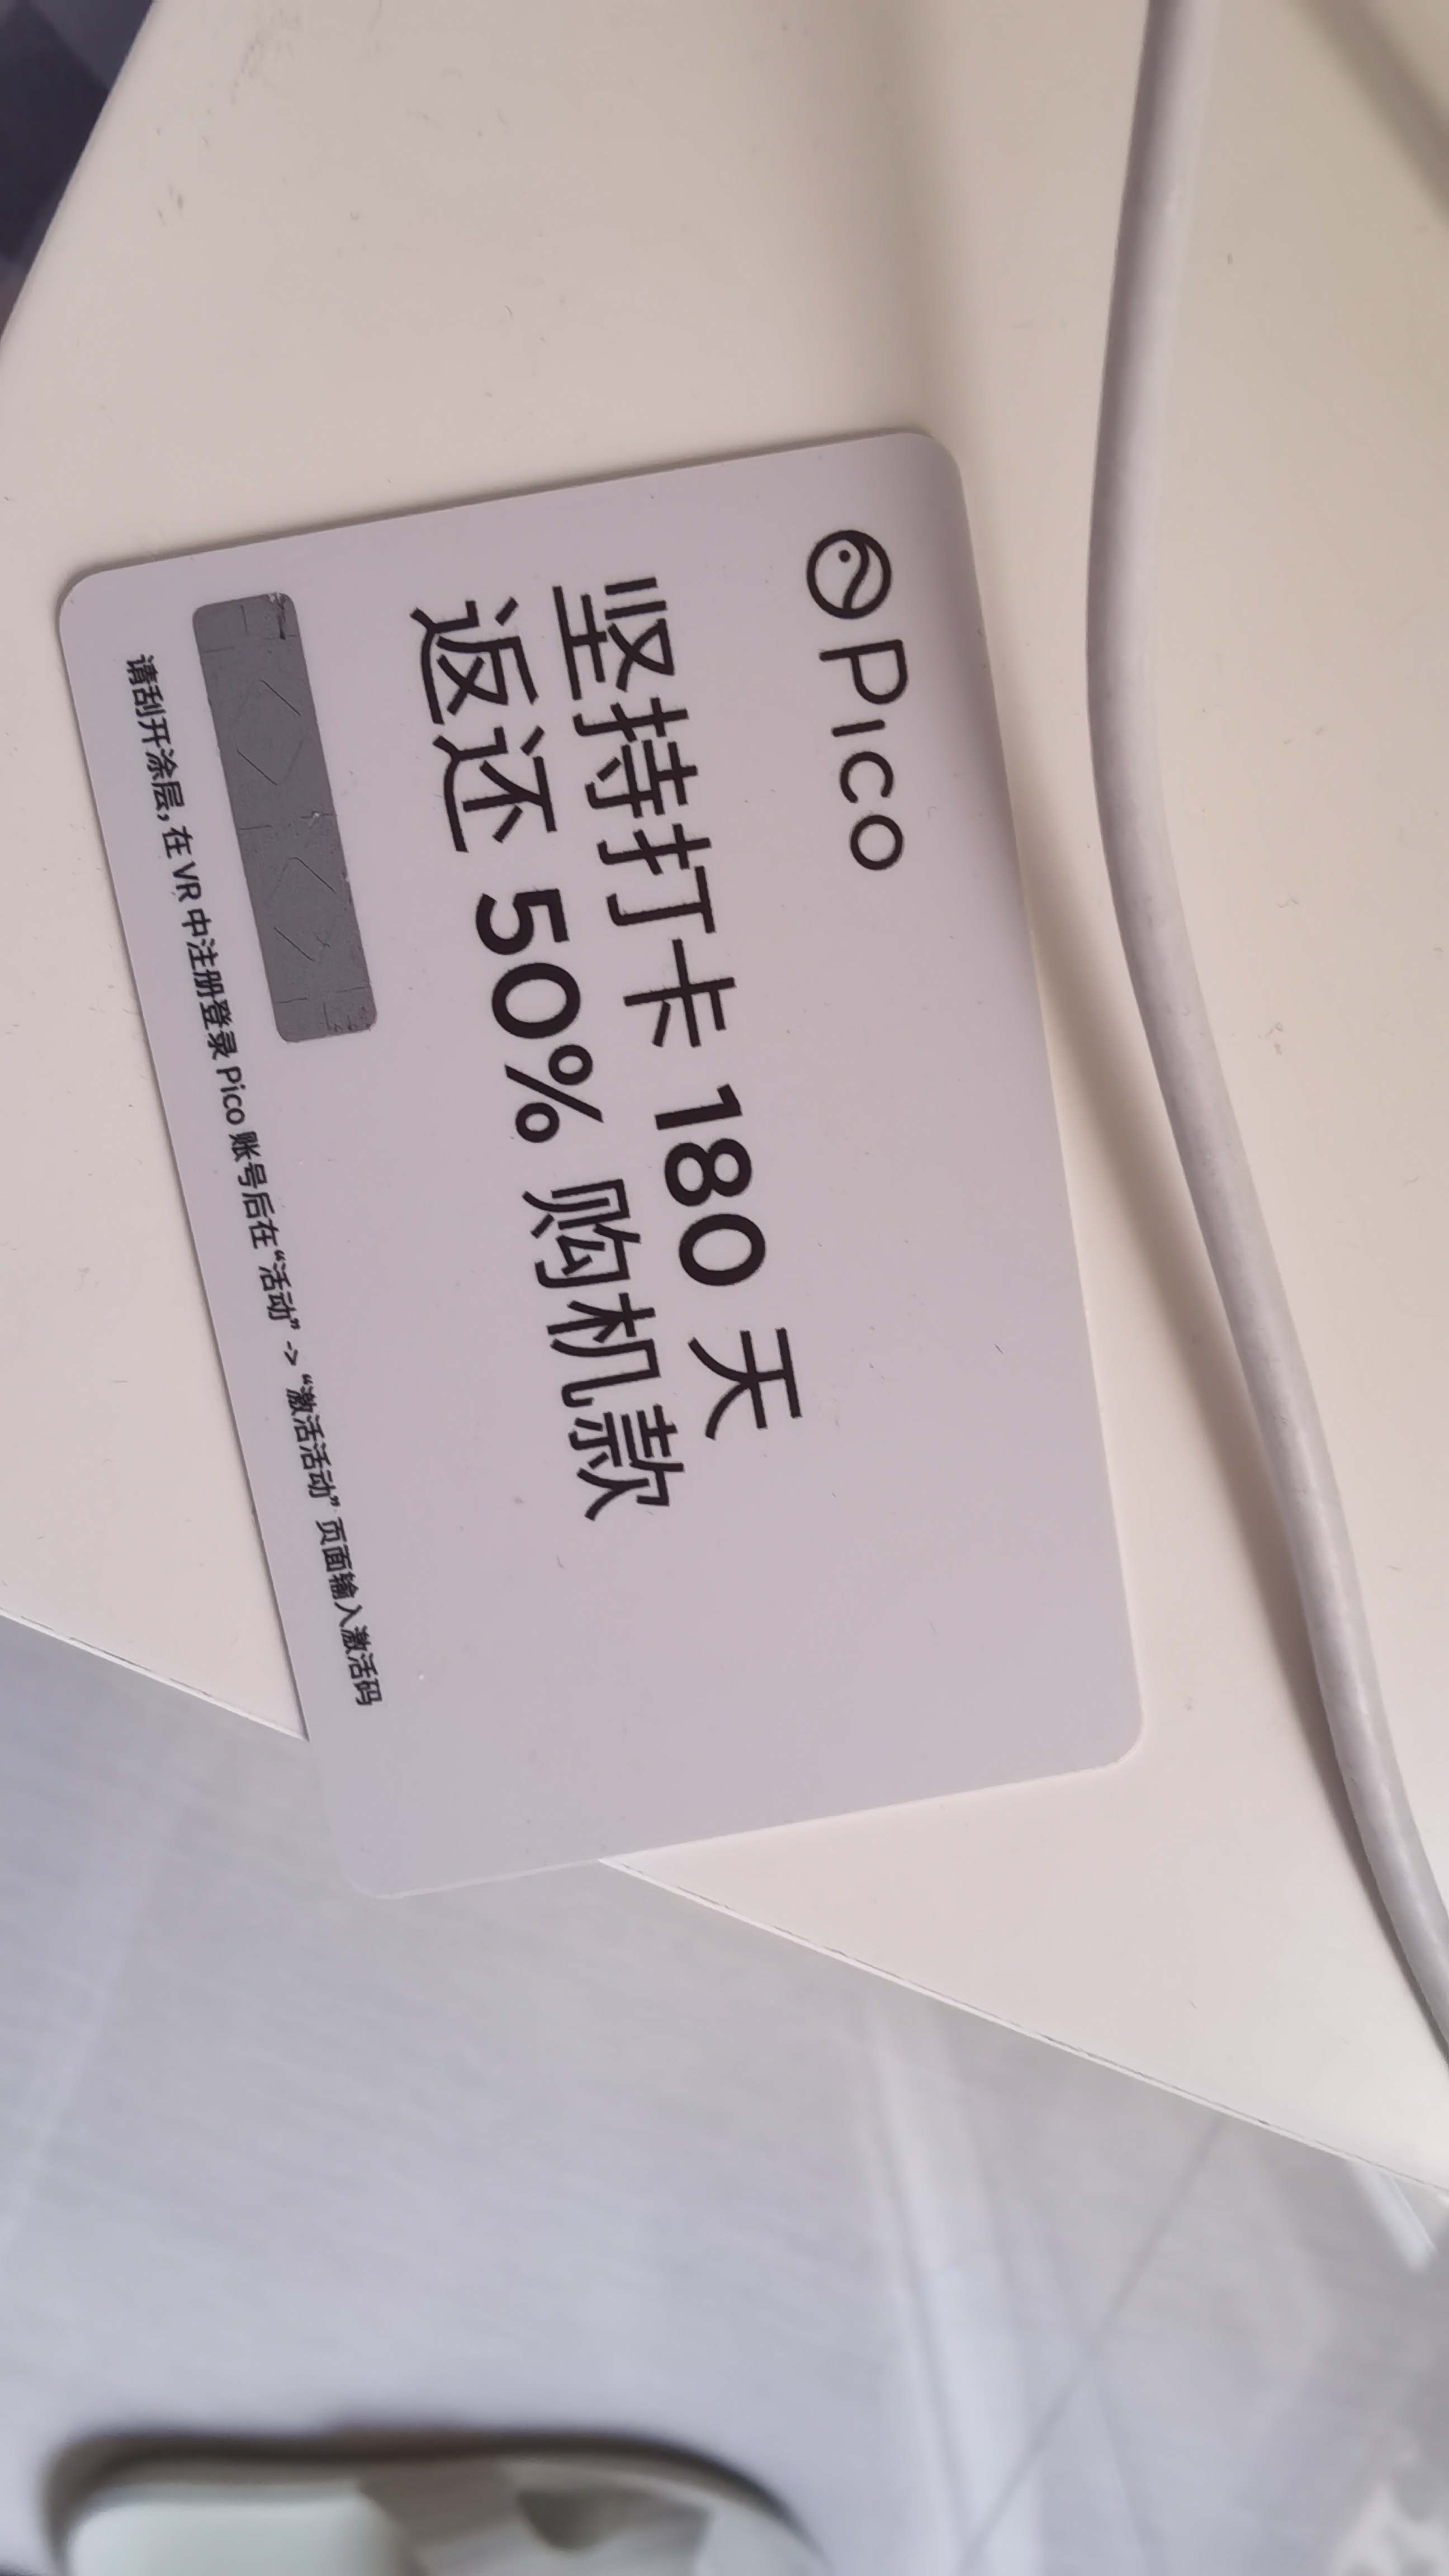 Pico
坚持打卡 180 天
返还 50% 购机款
请刮开涂层, 在 VR 中注册登录 Pico 账号后在“活动” -> “激活活动” 页面输入激活码